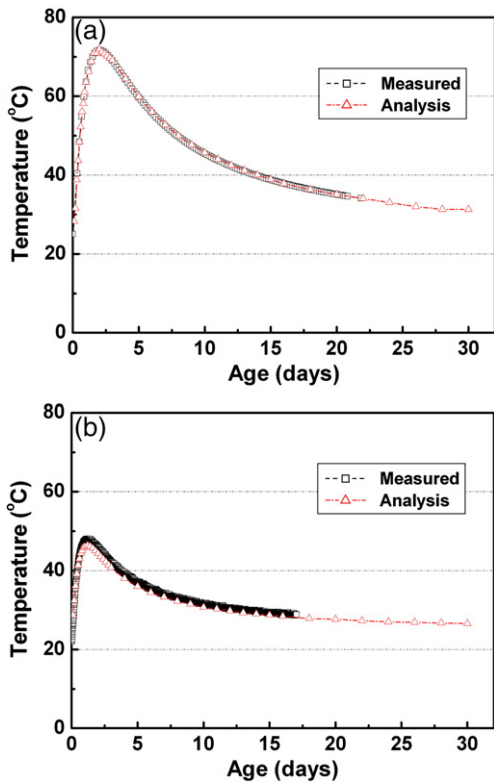 (a)
80
60
40
20
0
Temperature (°C)
Measured
Analysis
0 5 10 15 20 25 30
Age (days)
(b)
80
60
40
20
0
Temperature (°C)
Measured
Analysis
0 5 10 15 20 25 30
Age (days)